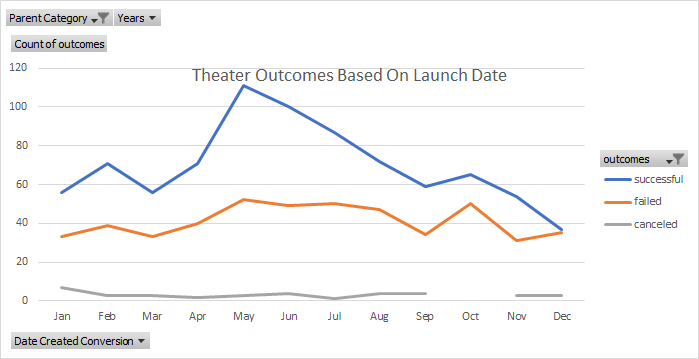 Parent Category Years
Count of outcomes
Theater Outcomes Based On Launch Date
120
100
80
60
40
20
0
Jan Feb Mar Apr May Jun Jul Aug Sep Oct Nov Dec
outcomes
successful
failed
canceled
Date Created Conversion